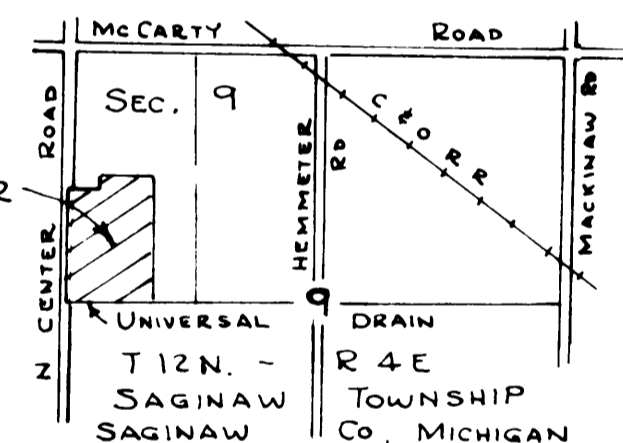 MCCARTY ROAD
SEC. 9
C & O RR
N CENTER ROAD
HEMMETER RD
MACKINAW RD
9
UNIVERSAL DRAIN
T 12 N. - R 4 E
SAGINAW TOWNSHIP
SAGINAW Co, MICHIGAN